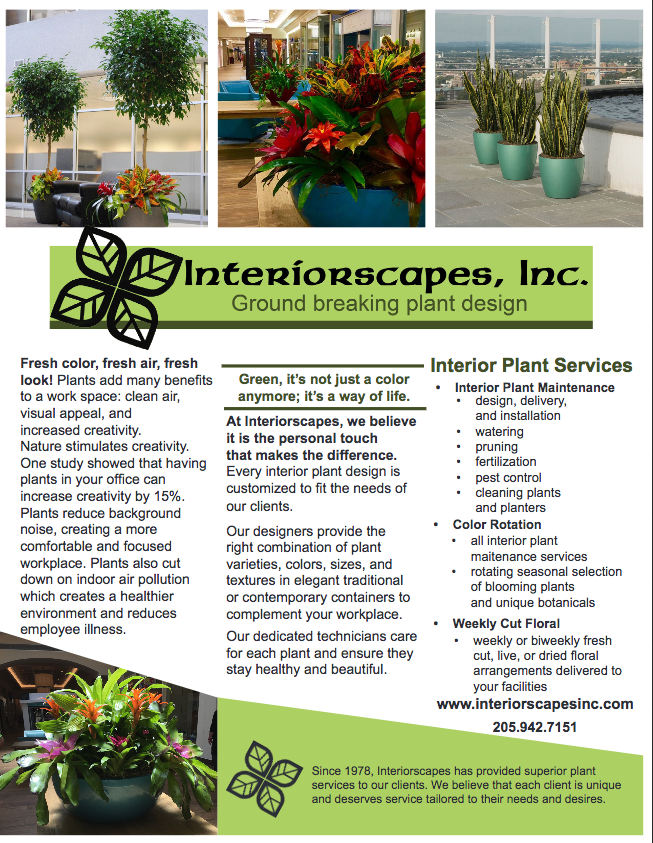 Interiorscapes, Inc.
Ground breaking plant design
Fresh color, fresh air, fresh
look! Plants add many benefits
to a work space: clean air,
visual appeal, and
increased creativity.
Nature stimulates creativity.
One study showed that having
plants in your office can
increase creativity by 15%.
Plants reduce background
noise, creating a more
comfortable and focused
workplace. Plants also cut
down on indoor air pollution
which creates a healthier
environment and reduces
employee illness.
Green, it’s not just a color
anymore; it’s a way of life.
At Interiorscapes, we believe
it is the personal touch
that makes the difference.
Every interior plant design is
customized to fit the needs of
our clients.
Our designers provide the
right combination of plant
varieties, colors, sizes, and
textures in elegant traditional
or contemporary containers to
complement your workplace.
Our dedicated technicians care
for each plant and ensure they
stay healthy and beautiful.
Interior Plant Services
• Interior Plant Maintenance
• design, delivery,
and installation
• watering
• pruning
• fertilization
• pest control
• cleaning plants
and planters
• Color Rotation
• all interior plant
maitenance services
• rotating seasonal selection
of blooming plants
and unique botanicals
• Weekly Cut Floral
• weekly or biweekly fresh
cut, live, or dried floral
arrangements delivered to
your facilities
www.interiorscapesinc.com
205.942.7151
Since 1978, Interiorscapes has provided superior plant
services to our clients. We believe that each client is unique
and deserves service tailored to their needs and desires.